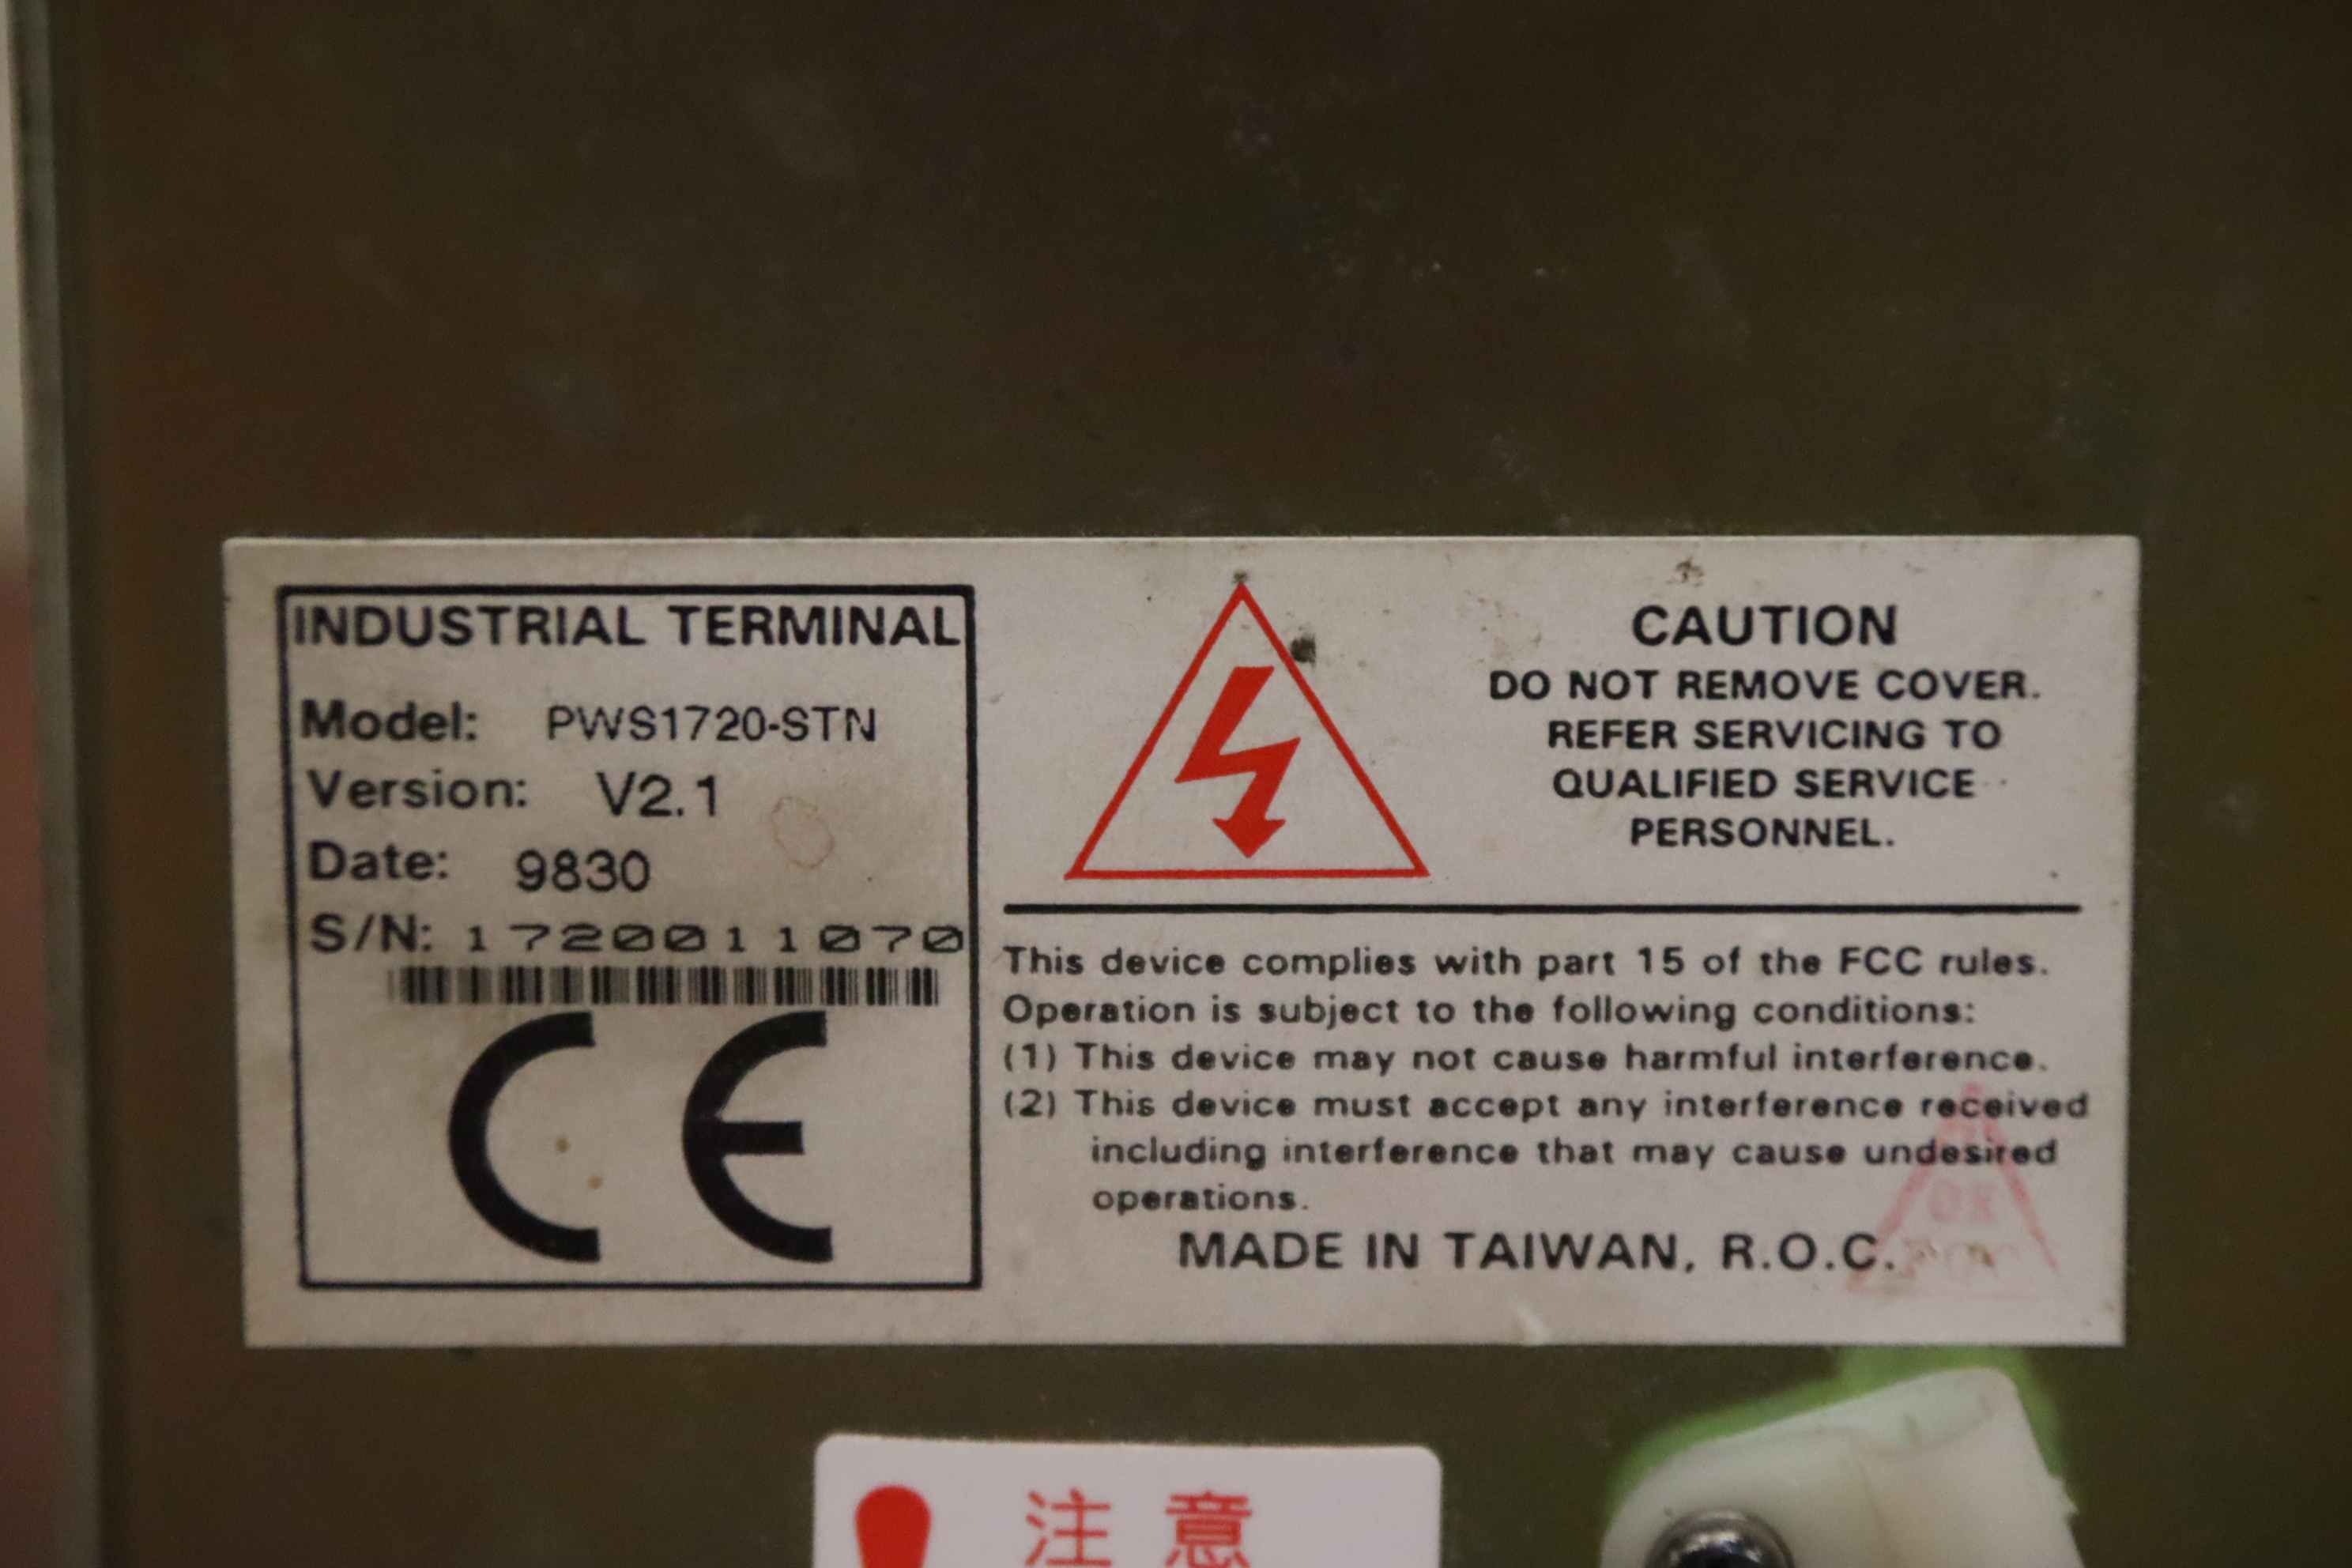 INDUSTRIAL TERMINAL
Model: PWS1720-STN
Version: V2.1
Date: 9830
S/N: 1720011070
CE
CAUTION
DO NOT REMOVE COVER.
REFER SERVICING TO
QUALIFIED SERVICE
PERSONNEL.
This device complies with part 15 of the FCC rules.
Operation is subject to the following conditions:
(1) This device may not cause harmful interference.
(2) This device must accept any interference received
including interference that may cause undesired
operations.
MADE IN TAIWAN, R.O.C.
注意